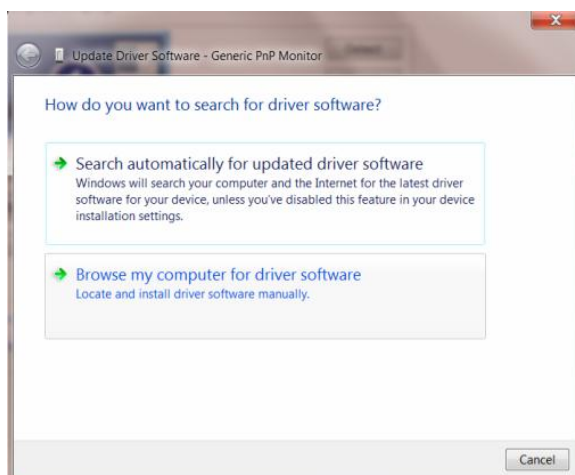 Update Driver Software - Generic PnP Monitor
How do you want to search for driver software?
Search automatically for updated driver software
Windows will search your computer and the Internet for the latest driver
software for your device, unless you've disabled this feature in your device
installation settings.
Browse my computer for driver software
Locate and install driver software manually.
Cancel